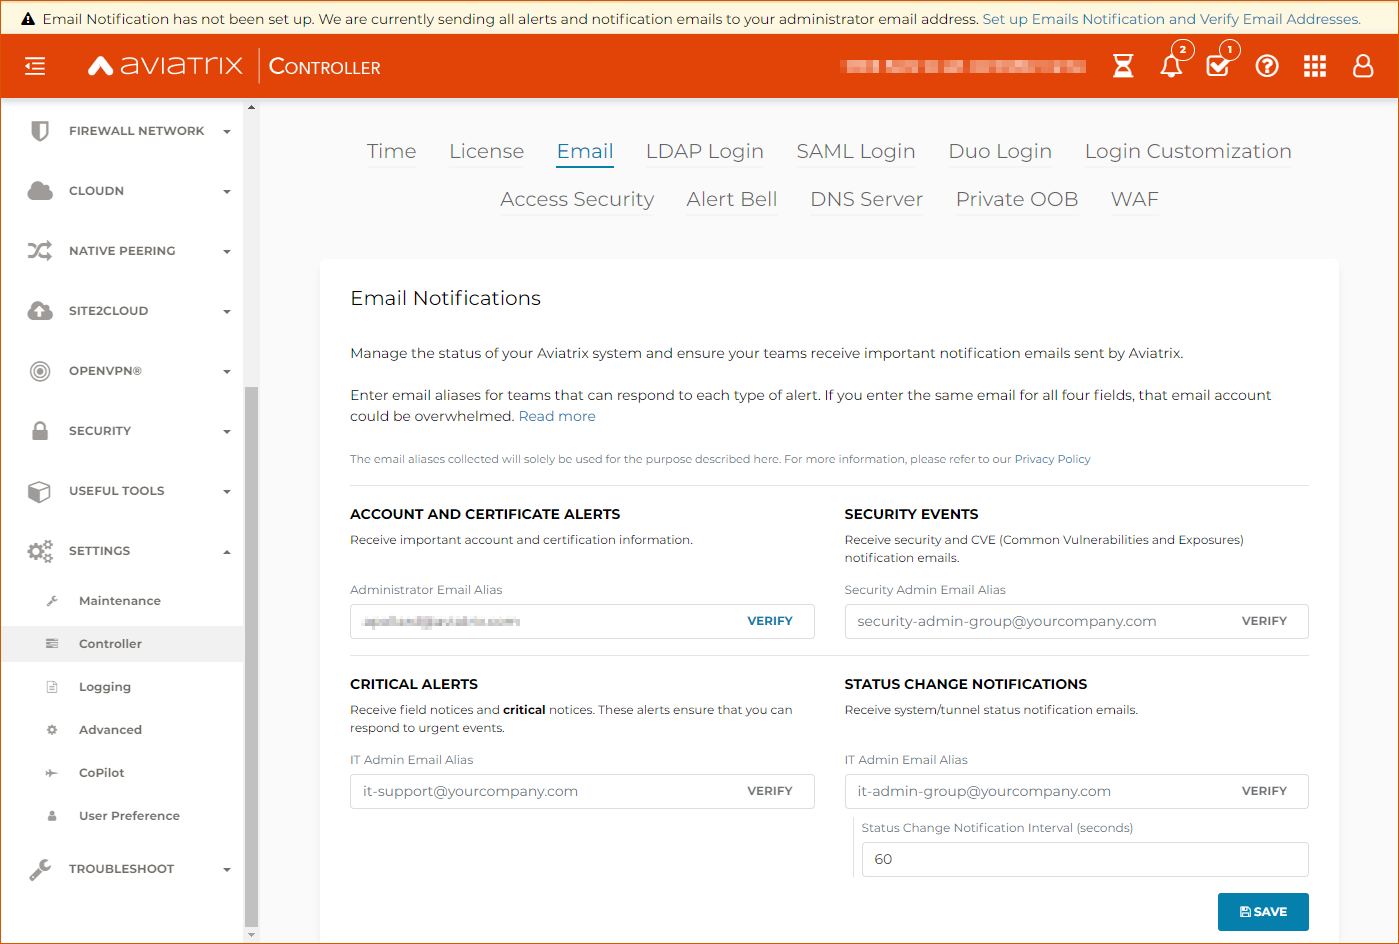 Email Notification has not been set up. We are currently sending all alerts and notification emails to your administrator email address. Set up Emails Notification and Verify Email Addresses.
aviatrix CONTROLLER
2
1
FIREWALL NETWORK
CLOUDN
NATIVE PEERING
SITE2CLOUD
OPENVPN®
SECURITY
USEFUL TOOLS
SETTINGS
Maintenance
Controller
Logging
Advanced
CoPilot
User Preference
TROUBLESHOOT
Time License Email LDAP Login SAML Login Duo Login Login Customization
Access Security Alert Bell DNS Server Private OOB WAF
Email Notifications
Manage the status of your Aviatrix system and ensure your teams receive important notification emails sent by Aviatrix.
Enter email aliases for teams that can respond to each type of alert. If you enter the same email for all four fields, that email account
could be overwhelmed. Read more
The email aliases collected will solely be used for the purpose described here. For more information, please refer to our Privacy Policy
ACCOUNT AND CERTIFICATE ALERTS
Receive important account and certification information.
Administrator Email Alias
VERIFY
SECURITY EVENTS
Receive security and CVE (Common Vulnerabilities and Exposures)
notification emails.
Security Admin Email Alias
security-admin-group@yourcompany.com VERIFY
CRITICAL ALERTS
Receive field notices and critical notices. These alerts ensure that you can
respond to urgent events.
IT Admin Email Alias
it-support@yourcompany.com VERIFY
STATUS CHANGE NOTIFICATIONS
Receive system/tunnel status notification emails.
IT Admin Email Alias
it-admin-group@yourcompany.com VERIFY
Status Change Notification Interval (seconds)
60
SAVE